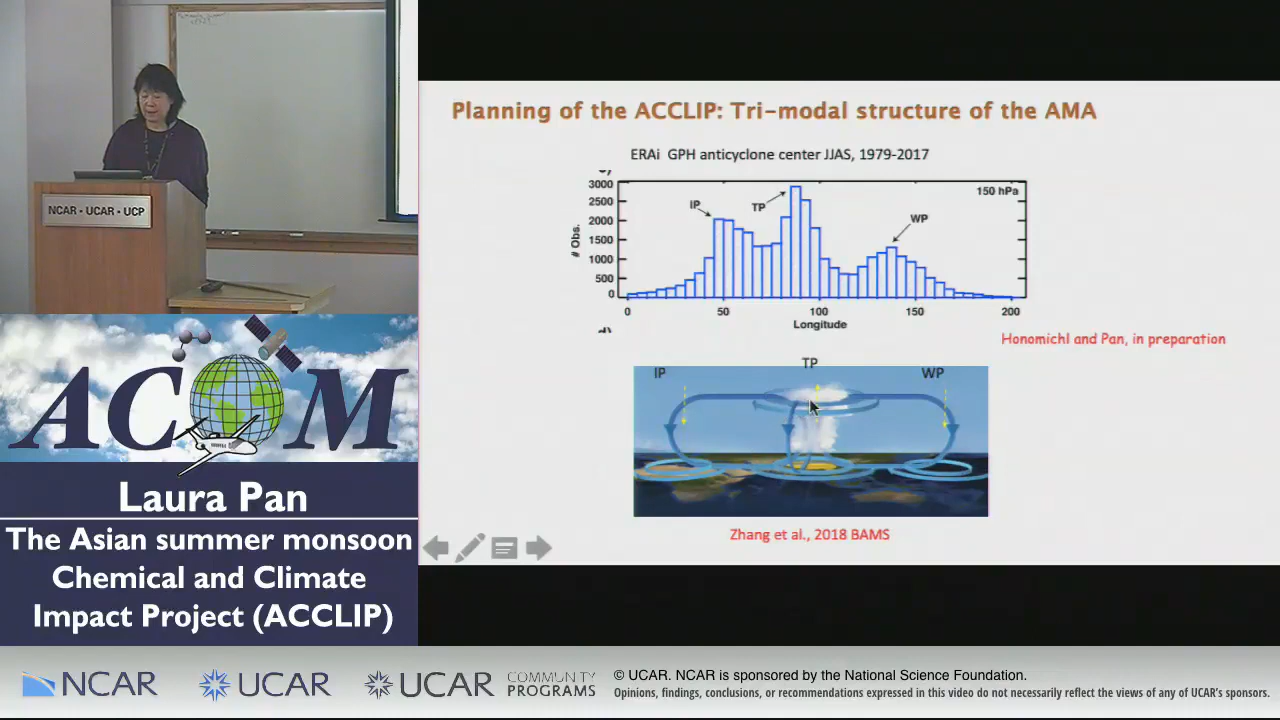 NCAR • UCAR • UCP
ACOM
Laura Pan
The Asian summer monsoon
Chemical and Climate
Impact Project (ACCLIP)
Planning of the ACCLIP: Tri-modal structure of the AMA
ERAi GPH anticyclone center JJAS, 1979-2017
3000
2500
2000
1500
1000
500
0
# Obs.
IP
TP
WP
150 hPa
0
50
100
150
200
Longitude
d)
Honomichl and Pan, in preparation
IP
TP
WP
Zhang et al., 2018 BAMS
NCAR
UCAR
UCAR
COMMUNITY
PROGRAMS
© UCAR. NCAR is sponsored by the National Science Foundation.
Opinions, findings, conclusions, or recommendations expressed in this video do not necessarily reflect the views of any of UCAR's sponsors.